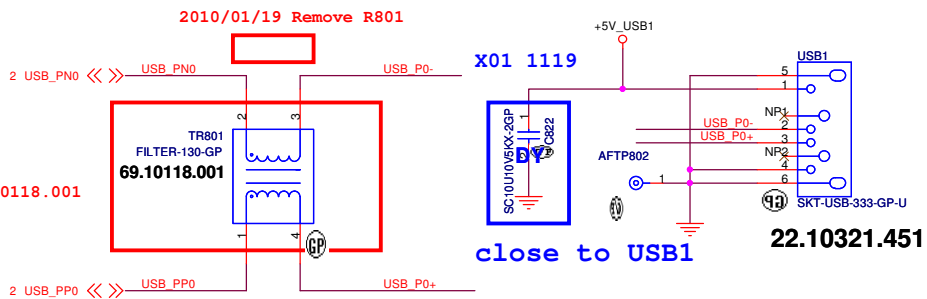 2010/01/19 Remove R801
+5V_USB1
2 USB_PN0
USB_PN0
USB_P0-
X01 1119
USB1
5
1
2
3
TR801
FILTER-130-GP
69.10118.001
0118.001
SC10U10V5KX-2GP
1
C822
DY
NP1
2
USB_P0-
3
USB_P0+
NP2
4
6
AFTP802
1
GP
SKT-USB-333-GP-U
22.10321.451
1
4
GP
close to USB1
2 USB_PP0
USB_PP0
USB_P0+